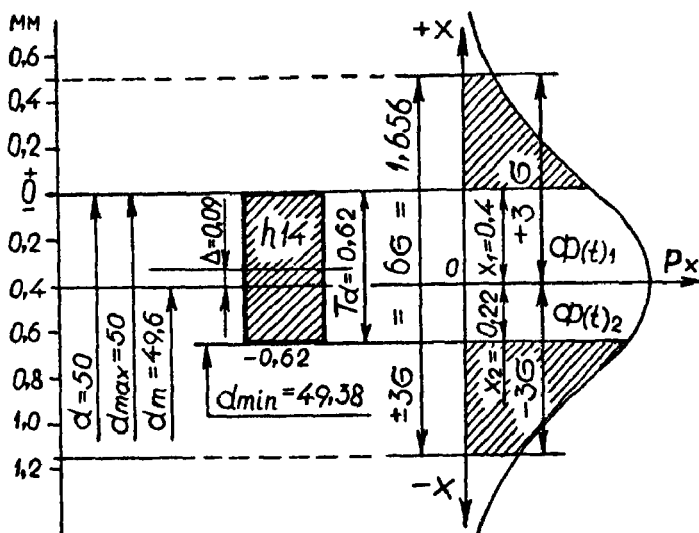 мм
0,6
0,4
0,2
+
0
−
0,2
0,4
0,6
0,8
1,0
1,2
d=50
dmax=50
dm=49,6
Δ=0,09
h14
−0,62
dmin=49,38
Td=0,62
±3σ = 6σ = 1,656
+x
−x
0
x1=0,4
x2=0,22
+3σ
−3σ
Φ(t)1
Φ(t)2
Px